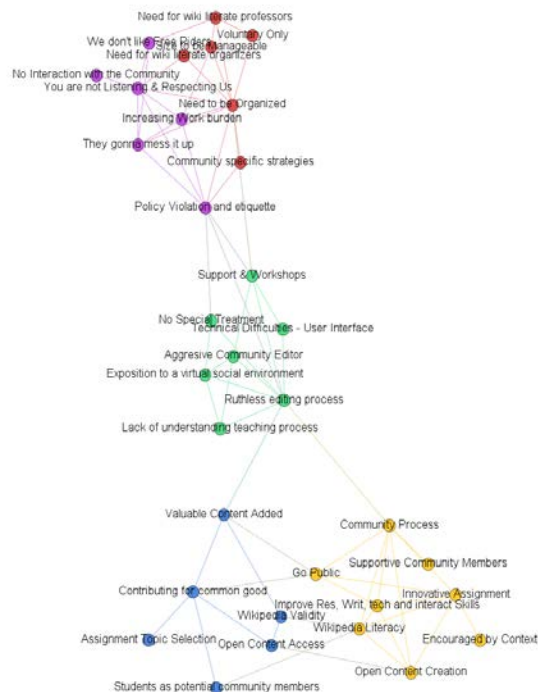 Need for wiki literate professors
Voluntary Only
We don't like Free Riders
Site to be Manageable
Need for wiki literate organizers
No Interaction with the Community
You are not Listening & Respecting Us
Need to be Organized
Increasing Work burden
They gonna mess it up
Community specific strategies
Policy Violation and etiquette
Support & Workshops
No Special Treatment
Technical Difficulties - User Interface
Aggresive Community Editor
Exposition to a virtual social environment
Ruthless editing process
Lack of understanding teaching process
Valuable Content Added
Community Process
Supportive Community Members
Go Public
Contributing for common good
Innovative Assignment
Improve Res, Writ, tech and interact Skills
Wikipedia Validity
Wikipedia Literacy
Assignment Topic Selection
Open Content Access
Encouraged by Context
Open Content Creation
Students as potential community members